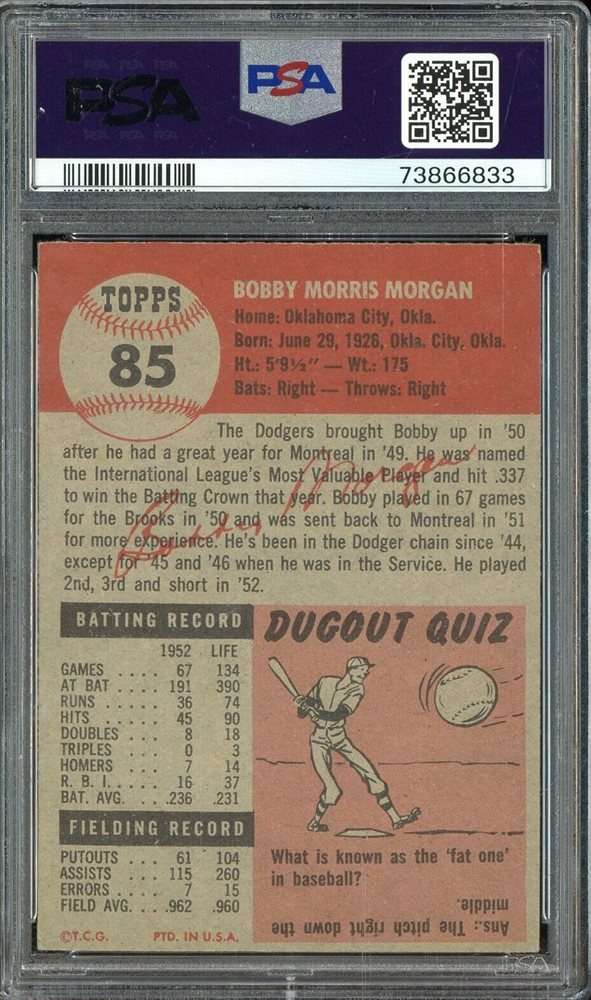 PSA
PSA
73866833
TOPPS
85
BOBBY MORRIS MORGAN
Home: Oklahoma City, Okla.
Born: June 29, 1926, Okla. City, Okla.
Ht.: 5'9½" — Wt.: 175
Bats: Right — Throws: Right
The Dodgers brought Bobby up in '50
after he had a great year for Montreal in '49. He was named
the International League's Most Valuable Player and hit .337
to win the Batting Crown that year. Bobby played in 67 games
for the Brooks in '50 and was sent back to Montreal in '51
for more experience. He's been in the Dodger chain since '44,
except for '45 and '46 when he was in the Service. He played
2nd, 3rd and short in '52.
Bobby Morgan
BATTING RECORD
1952 LIFE
GAMES .... 67 134
AT BAT .... 191 390
RUNS .... 36 74
HITS .... 45 90
DOUBLES ... 8 18
TRIPLES ... 0 3
HOMERS ... 7 14
R. B. I. .... 16 37
BAT. AVG. ... .236 .231
FIELDING RECORD
PUTOUTS ... 61 104
ASSISTS ... 115 260
ERRORS .... 7 15
FIELD AVG. .. .962 .960
©T.C.G. PTD. IN U.S.A.
DUGOUT QUIZ
What is known as the 'fat one'
in baseball?
Ans.: The pitch right down the
middle.
PSA